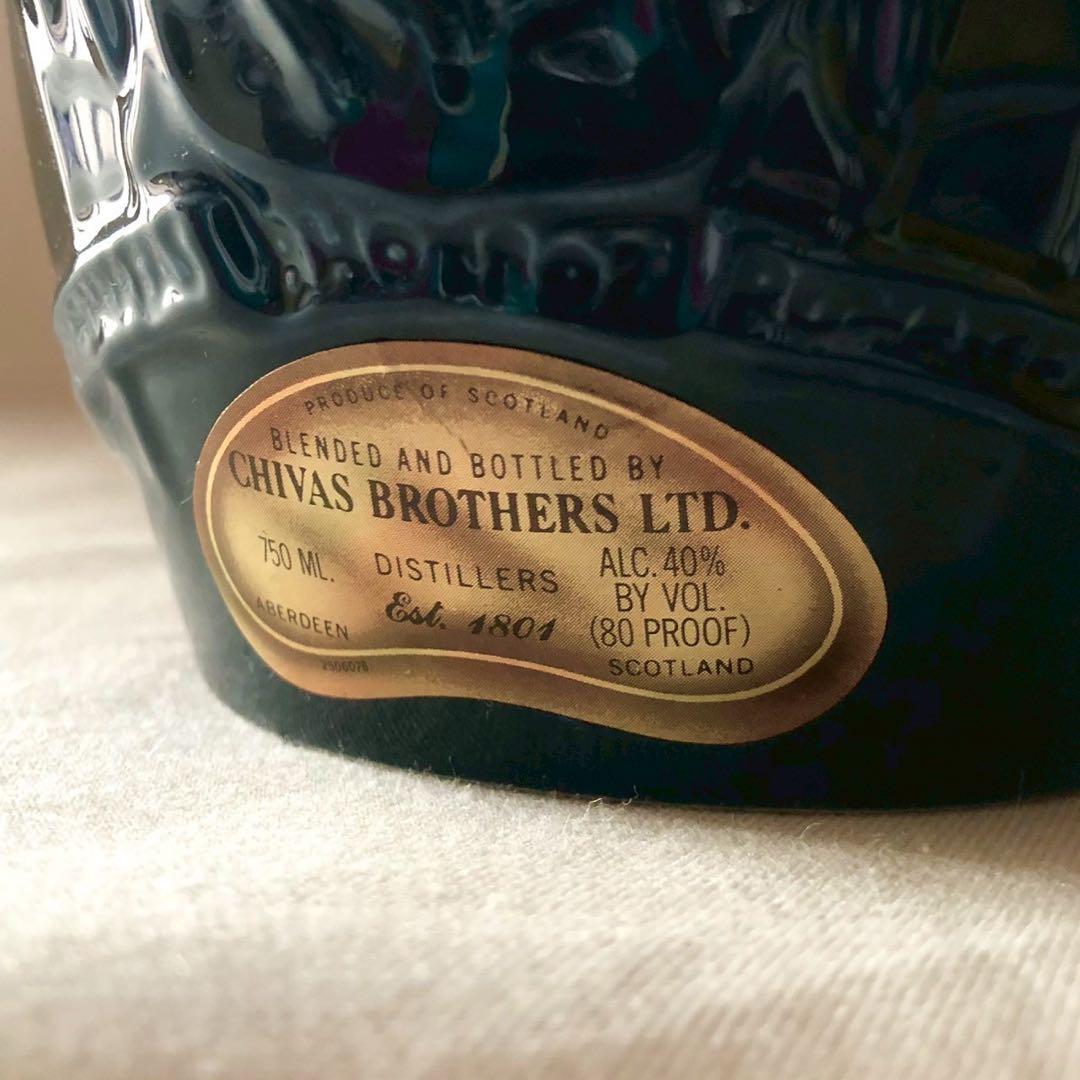 PRODUCE OF SCOTLAND
BLENDED AND BOTTLED BY
CHIVAS BROTHERS LTD.
750 ML. DISTILLERS ALC. 40%
BY VOL.
ABERDEEN Est. 1801 (80 PROOF)
SCOTLAND
2506078